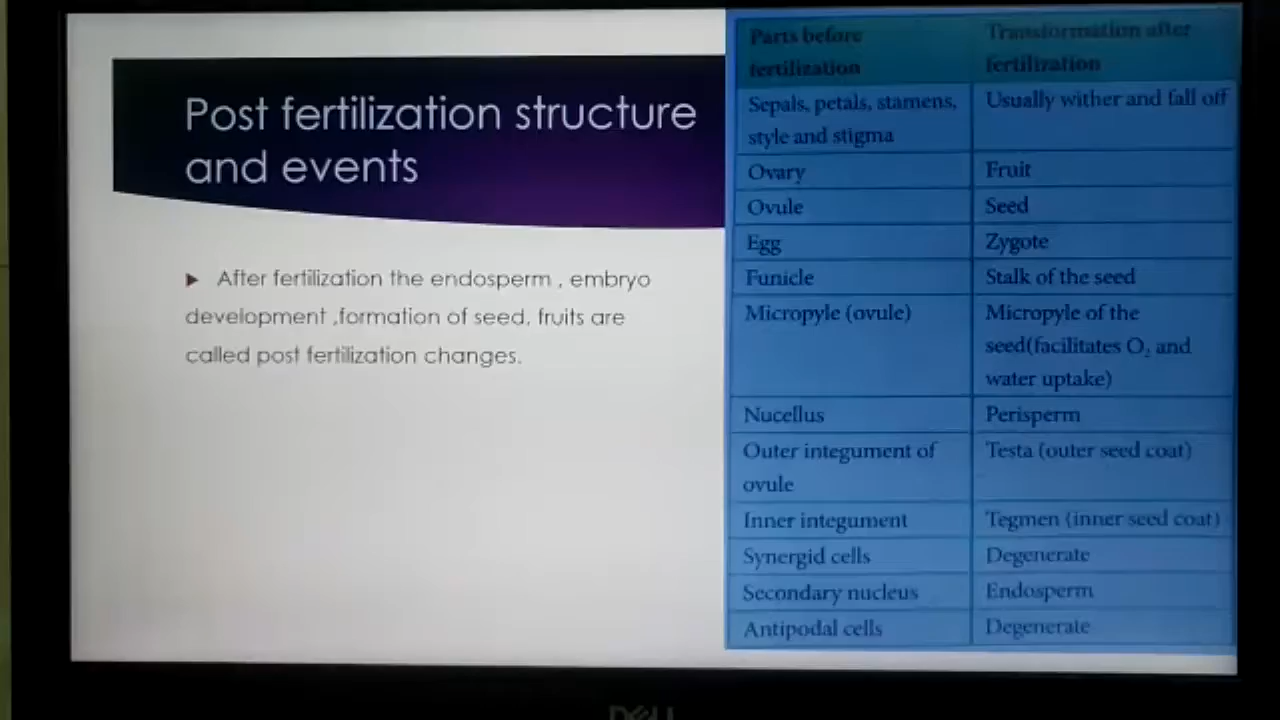 Post fertilization structure
and events
▶ After fertilization the endosperm , embryo
development ,formation of seed, fruits are
called post fertilization changes.
Parts before fertilization | Transformation after fertilization
Sepals, petals, stamens, style and stigma | Usually wither and fall off
Ovary | Fruit
Ovule | Seed
Egg | Zygote
Funicle | Stalk of the seed
Micropyle (ovule) | Micropyle of the seed(facilitates O₂ and water uptake)
Nucellus | Perisperm
Outer integument of ovule | Testa (outer seed coat)
Inner integument | Tegmen (inner seed coat)
Synergid cells | Degenerate
Secondary nucleus | Endosperm
Antipodal cells | Degenerate
DELL